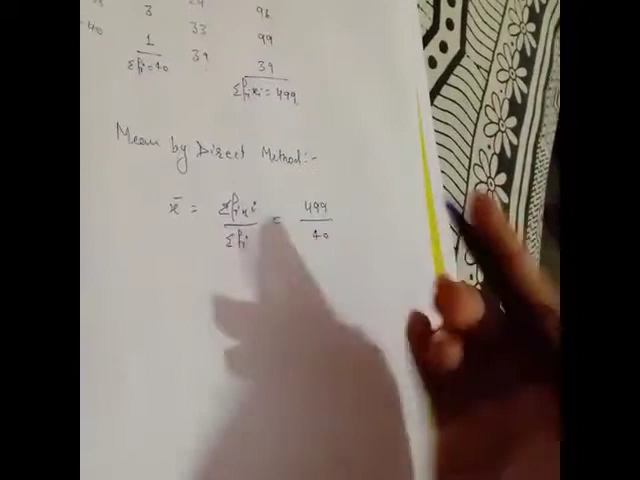 3 96
40 33 99
1 39 39
Σfi=40 Σfixi = 499
Mean by Direct Method:-
x̄ = Σfixi / Σfi = 499 / 40